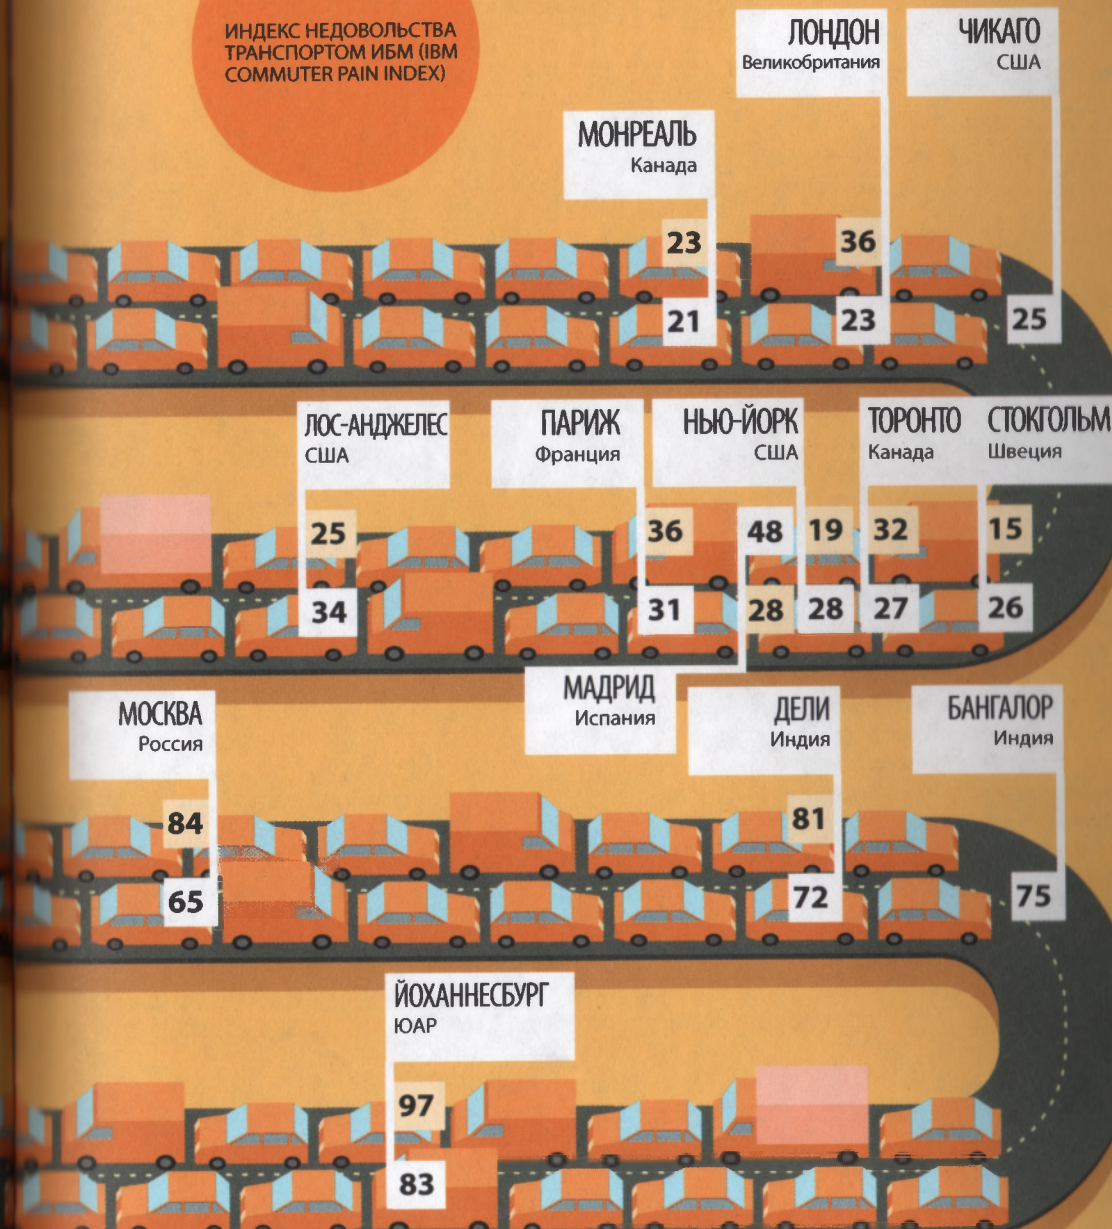 ИНДЕКС НЕДОВОЛЬСТВА
ТРАНСПОРТОМ ИБМ (IBM
COMMUTER PAIN INDEX)
ЛОНДОН
Великобритания
ЧИКАГО
США
МОНРЕАЛЬ
Канада
23
36
21
23
25
ЛОС-АНДЖЕЛЕС
США
ПАРИЖ
Франция
НЬЮ-ЙОРК
США
ТОРОНТО
Канада
СТОКГОЛЬМ
Швеция
25
36
48
19
32
15
34
31
28
28
27
26
МАДРИД
Испания
МОСКВА
Россия
ДЕЛИ
Индия
БАНГАЛОР
Индия
84
81
65
72
75
ЙОХАННЕСБУРГ
ЮАР
97
83